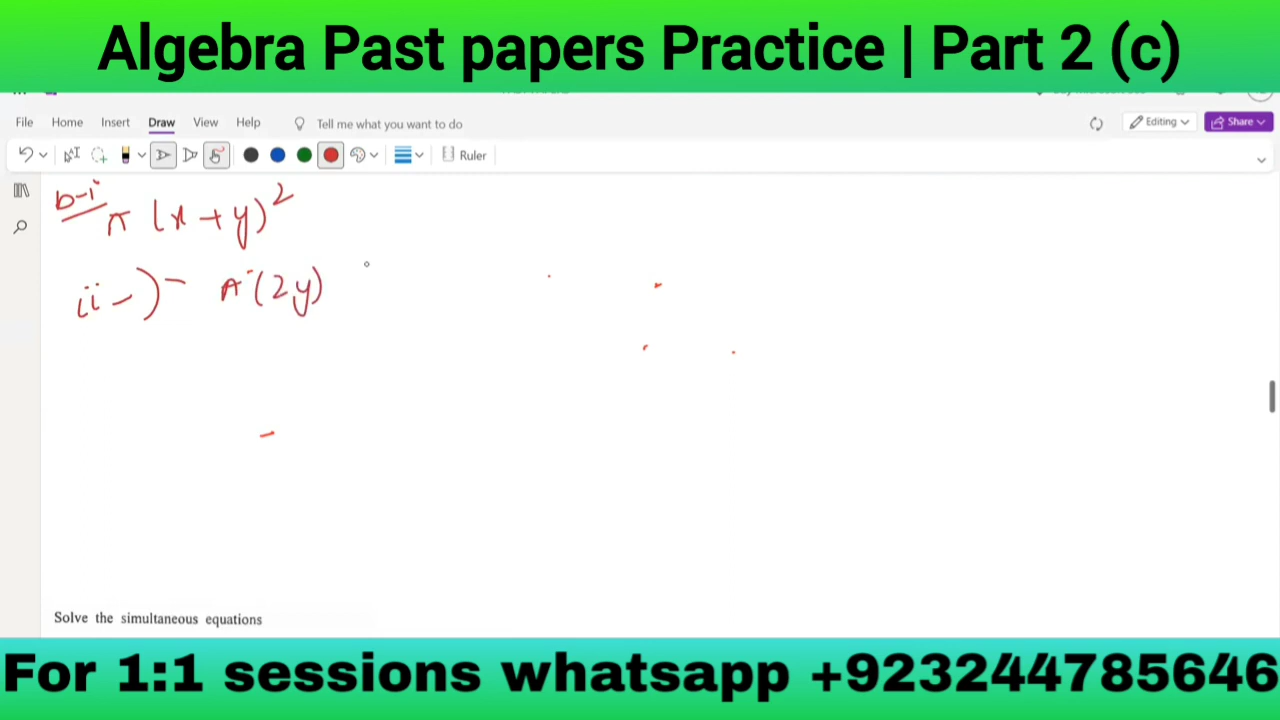 Algebra Past papers Practice | Part 2 (c)
File Home Insert Draw View Help Tell me what you want to do Editing Share
Ruler
b-i π (x+y)²
(ii-) - π (2y)
Solve the simultaneous equations
For 1:1 sessions whatsapp +923244785646